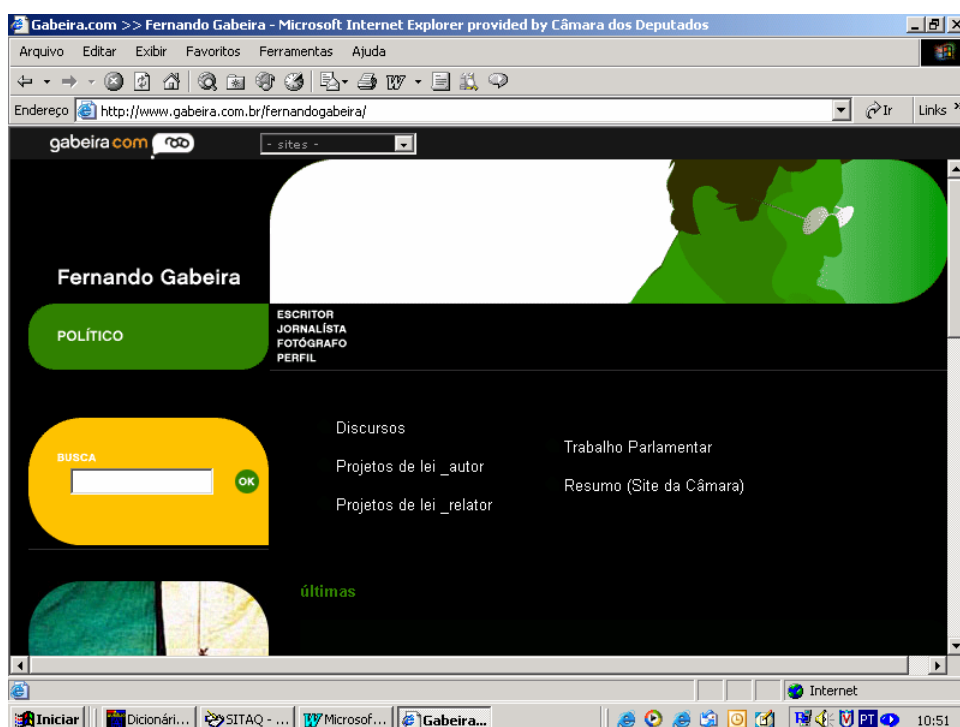 Gabeira.com >> Fernando Gabeira - Microsoft Internet Explorer provided by Câmara dos Deputados
Arquivo Editar Exibir Favoritos Ferramentas Ajuda
Endereço http://www.gabeira.com.br/fernandogabeira/ Ir Links »
gabeira com - sites -
Fernando Gabeira
POLÍTICO
ESCRITOR
JORNALÍSTA
FOTÓGRAFO
PERFIL
BUSCA
OK
Discursos
Projetos de lei _autor
Projetos de lei _relator
Trabalho Parlamentar
Resumo (Site da Câmara)
últimas
Internet
Iniciar Dicionári... SITAQ - ... Microsof... Gabeira... PT 10:51